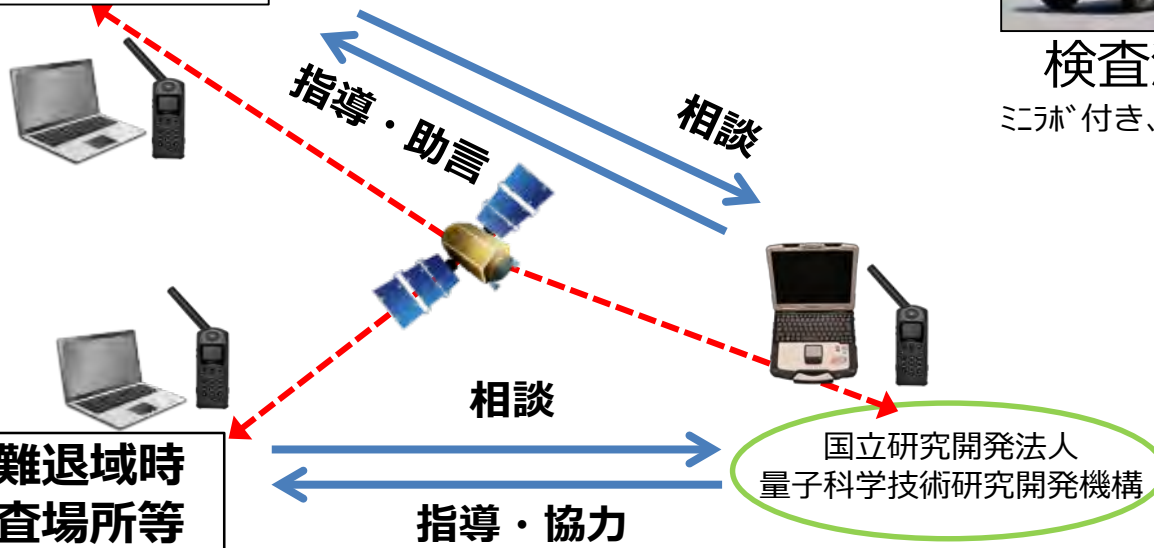 検査
ﾐﾆﾗﾎﾞ付き、
指導・助言
相談
相談
国立研究開発法人
量子科学技術研究開発機構
難退域時
査場所等
指導・協力